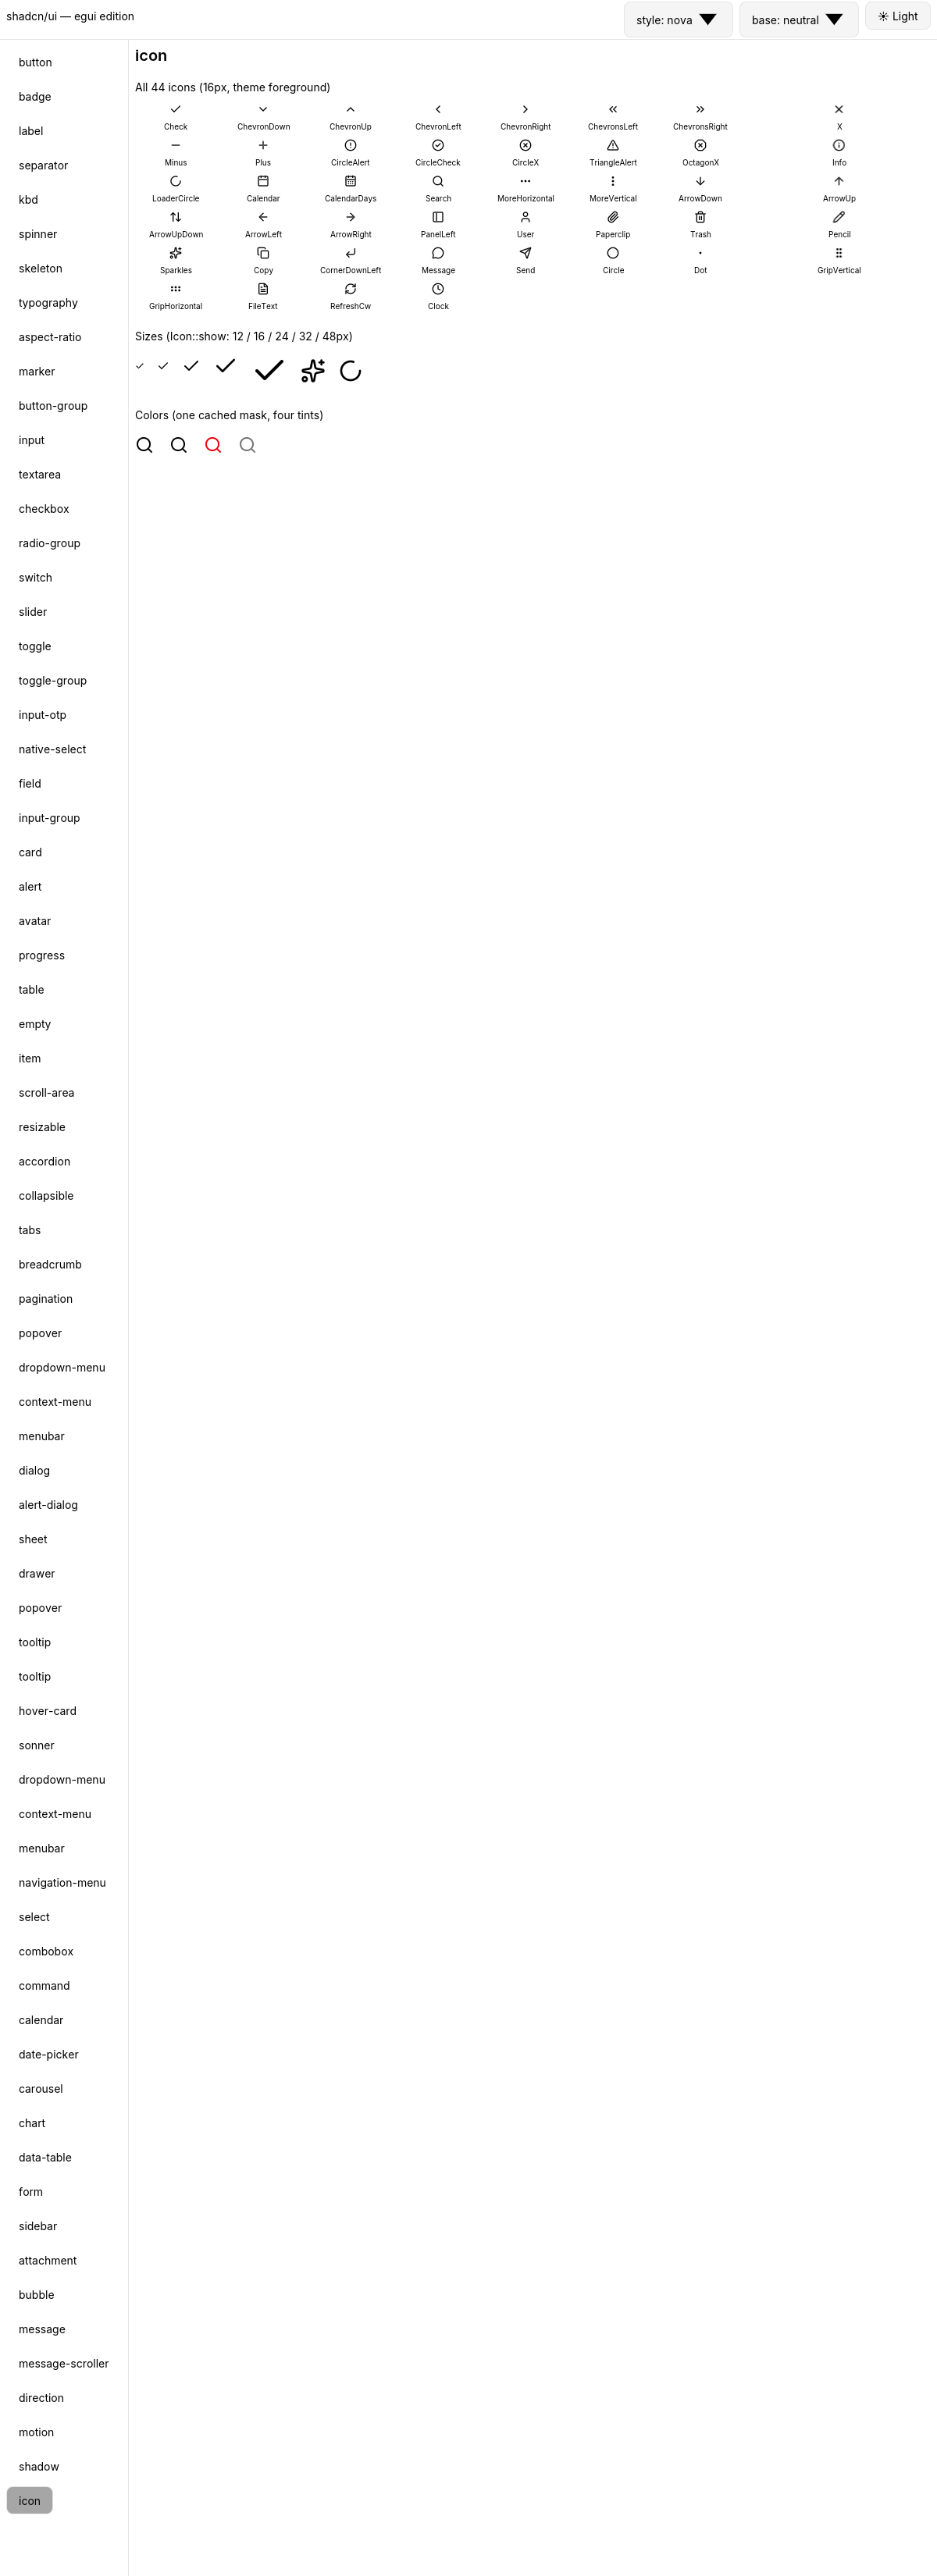 shadcn/ui — egui edition
style: nova
base: neutral
☀ Light
button
badge
label
separator
kbd
spinner
skeleton
typography
aspect-ratio
marker
button-group
input
textarea
checkbox
radio-group
switch
slider
toggle
toggle-group
input-otp
native-select
field
input-group
card
alert
avatar
progress
table
empty
item
scroll-area
resizable
accordion
collapsible
tabs
breadcrumb
pagination
popover
dropdown-menu
context-menu
menubar
dialog
alert-dialog
sheet
drawer
popover
tooltip
tooltip
hover-card
sonner
dropdown-menu
context-menu
menubar
navigation-menu
select
combobox
command
calendar
date-picker
carousel
chart
data-table
form
sidebar
attachment
bubble
message
message-scroller
direction
motion
shadow
icon
icon
All 44 icons (16px, theme foreground)
Check ChevronDown ChevronUp ChevronLeft ChevronRight ChevronsLeft ChevronsRight X
Minus Plus CircleAlert CircleCheck CircleX TriangleAlert OctagonX Info
LoaderCircle Calendar CalendarDays Search MoreHorizontal MoreVertical ArrowDown ArrowUp
ArrowUpDown ArrowLeft ArrowRight PanelLeft User Paperclip Trash Pencil
Sparkles Copy CornerDownLeft Message Send Circle Dot GripVertical
GripHorizontal FileText RefreshCw Clock
Sizes (Icon::show: 12 / 16 / 24 / 32 / 48px)
Colors (one cached mask, four tints)